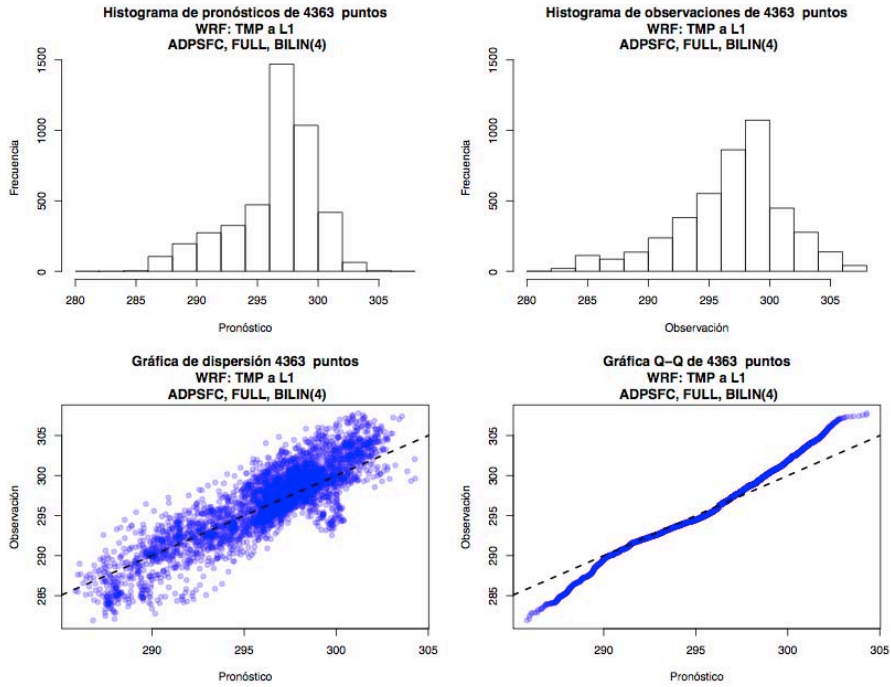 Histograma de pronósticos de 4363 puntos
WRF: TMP a L1
ADPSFC, FULL, BILIN(4)
Frecuencia
1500
1000
500
0
280 285 290 295 300 305
Pronóstico
Histograma de observaciones de 4363 puntos
WRF: TMP a L1
ADPSFC, FULL, BILIN(4)
Frecuencia
1500
1000
500
0
280 285 290 295 300 305
Observación
Gráfica de dispersión 4363 puntos
WRF: TMP a L1
ADPSFC, FULL, BILIN(4)
Observación
305
300
295
290
285
290 295 300 305
Pronóstico
Gráfica Q−Q de 4363 puntos
WRF: TMP a L1
ADPSFC, FULL, BILIN(4)
Observación
305
300
295
290
285
290 295 300 305
Pronóstico